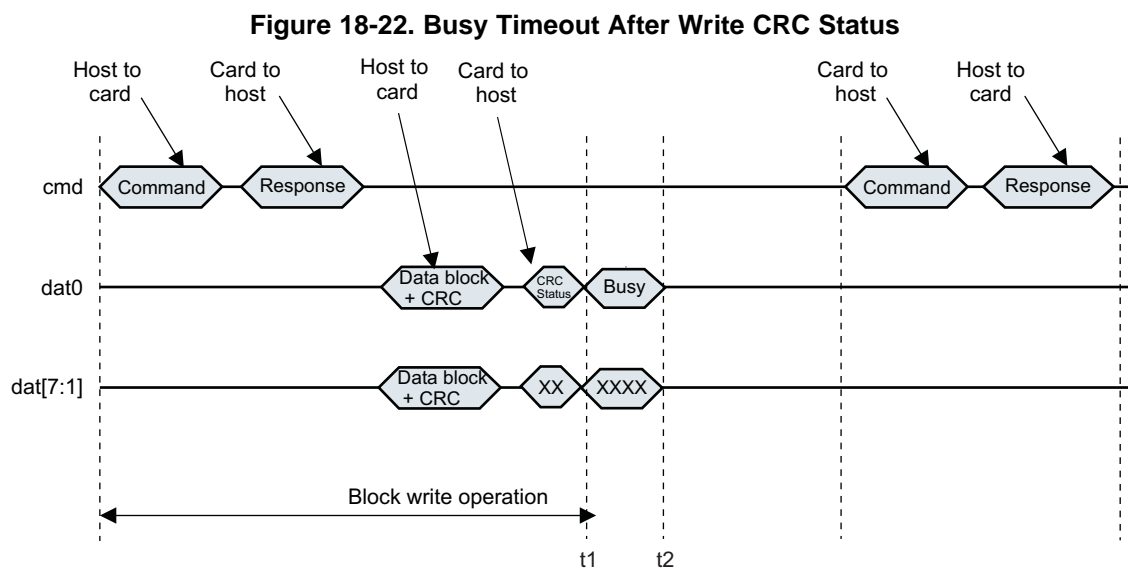 Figure 18-22. Busy Timeout After Write CRC Status
Host to
card
Card to
host
Host to
card
Card to
host
Card to
host
Host to
card
cmd
Command
Response
Command
Response
dat0
Data block
+ CRC
CRC
Status
Busy
dat[7:1]
Data block
+ CRC
XX
XXXX
Block write operation
t1
t2